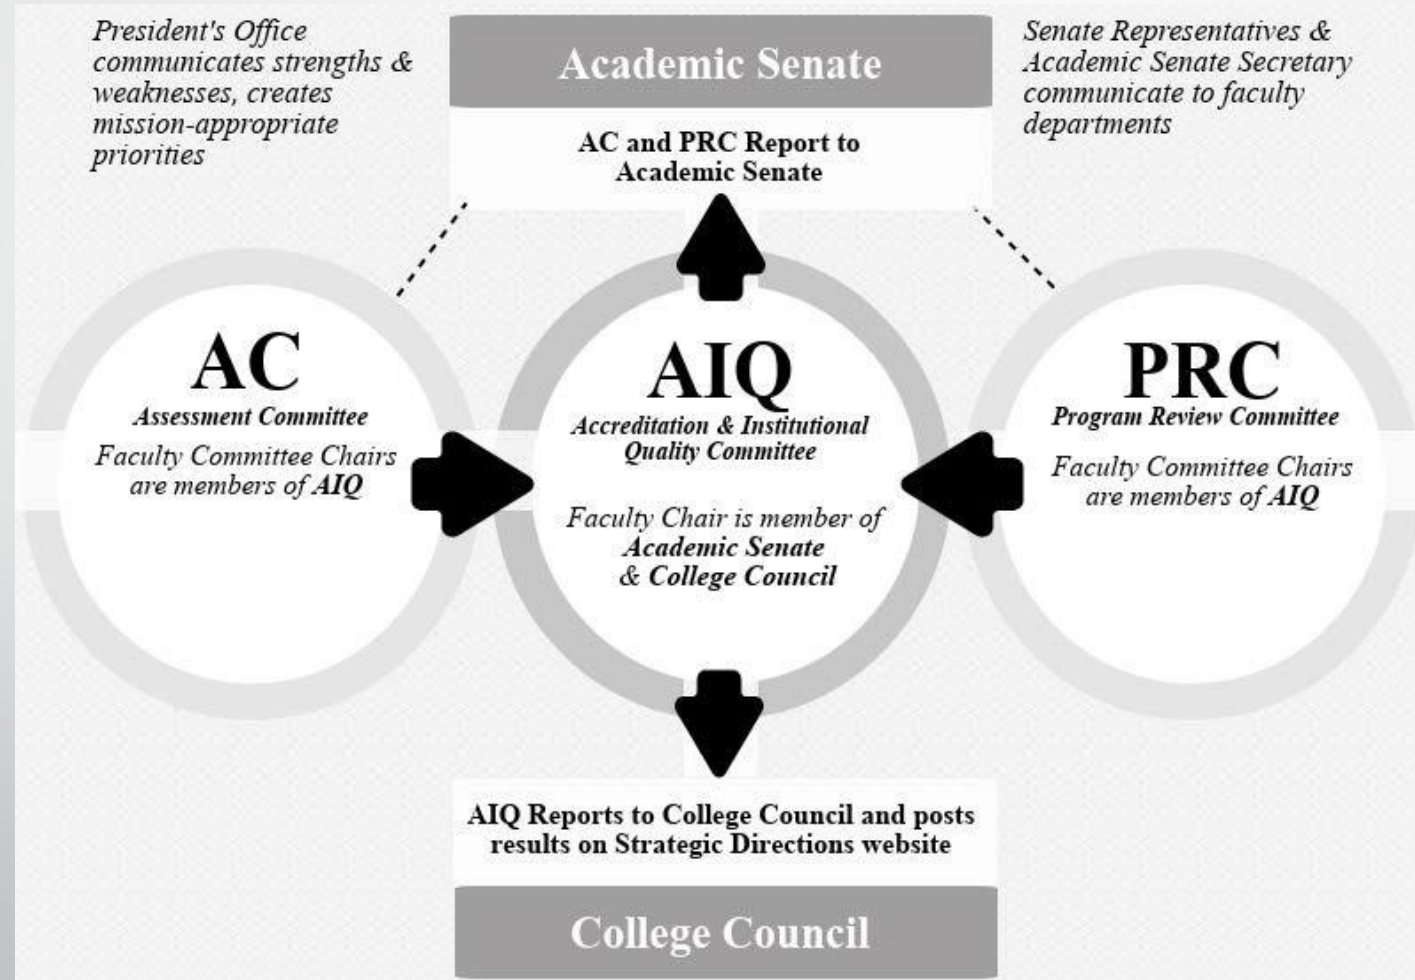 President's Office
communicates strengths &
weaknesses, creates
mission-appropriate
priorities
Academic Senate
AC and PRC Report to
Academic Senate
Senate Representatives &
Academic Senate Secretary
communicate to faculty
departments
AC
Assessment Committee
Faculty Committee Chairs
are members of AIQ
AIQ
Accreditation & Institutional
Quality Committee
Faculty Chair is member of
Academic Senate
& College Council
PRC
Program Review Committee
Faculty Committee Chairs
are members of AIQ
AIQ Reports to College Council and posts
results on Strategic Directions website
College Council